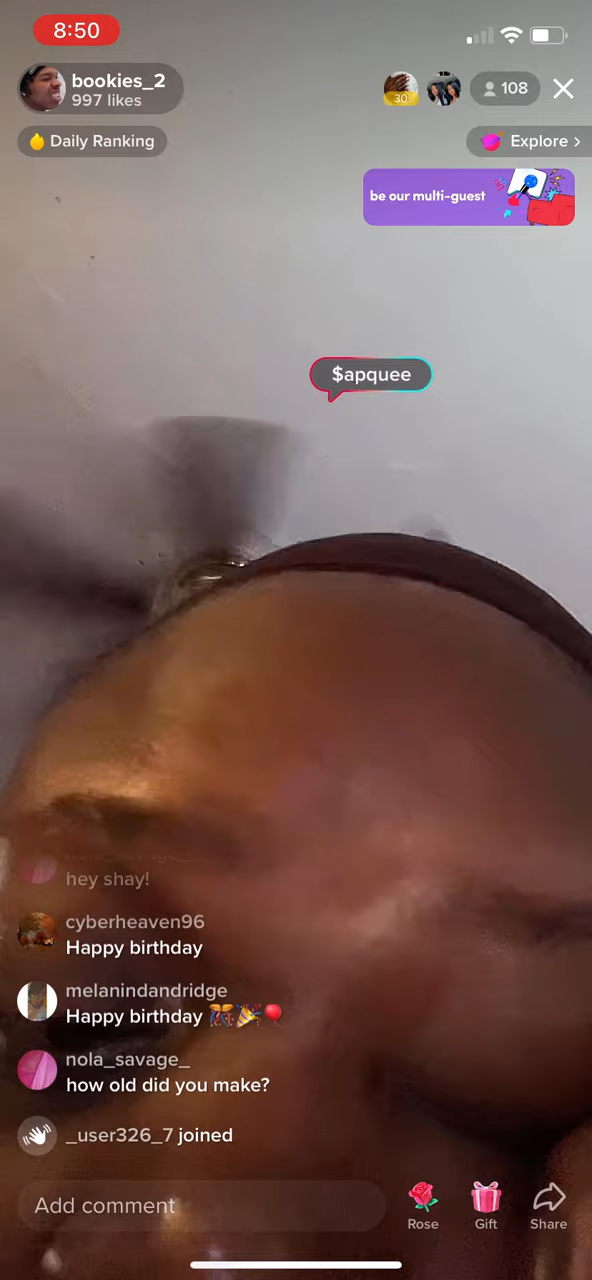 8:50
bookies_2
997 likes
30
108
Daily Ranking
Explore >
be our multi-guest
$apquee
hey shay!
cyberheaven96
Happy birthday
melanindandridge
Happy birthday 🎊🎉🎈
nola_savage_
how old did you make?
_user326_7 joined
Add comment
Rose
Gift
Share